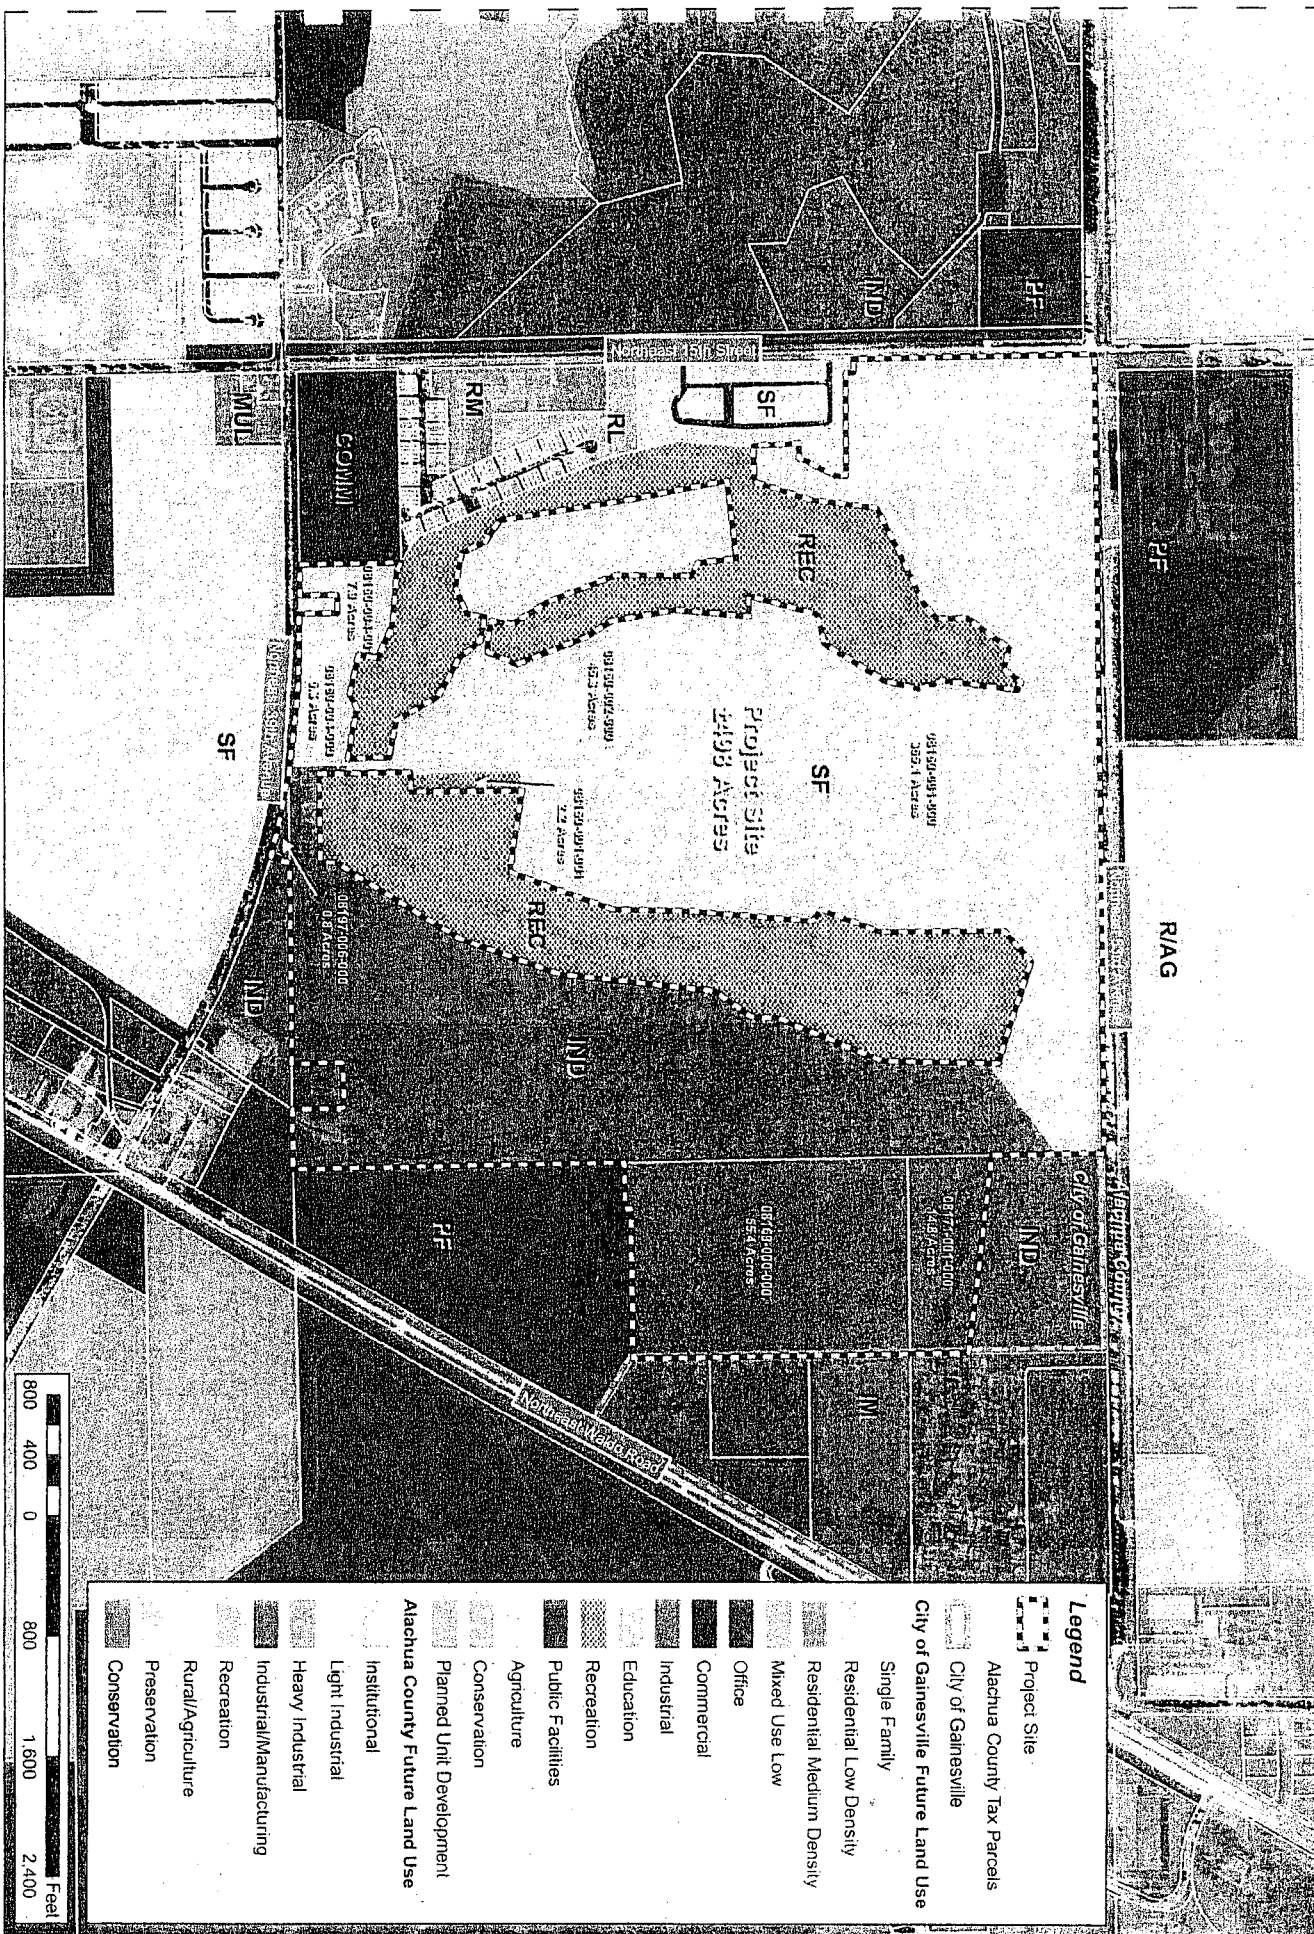 Legend
Project Site
Alachua County Tax Parcels
City of Gainesville
City of Gainesville Future Land Use
Single Family
Residential Low Density
Residential Medium Density
Mixed Use Low
Office
Commercial
Industrial
Education
Recreation
Public Facilities
Agriculture
Conservation
Planned Unit Development
Alachua County Future Land Use
Institutional
Light Industrial
Heavy Industrial
Industrial/Manufacturing
Recreation
Rural/Agriculture
Preservation
Conservation
800 400 0 800 1,600 2,400
Feet
R/AG
PF
PF
IND
Northeast 15th Street
SF
RL
RM
COMM
MUL
REC
SF
Project Site
Acres
SF
REC
IND
IND
PF
IND
City of Gainesville
Alachua County
IM
Northeast Waldo Road